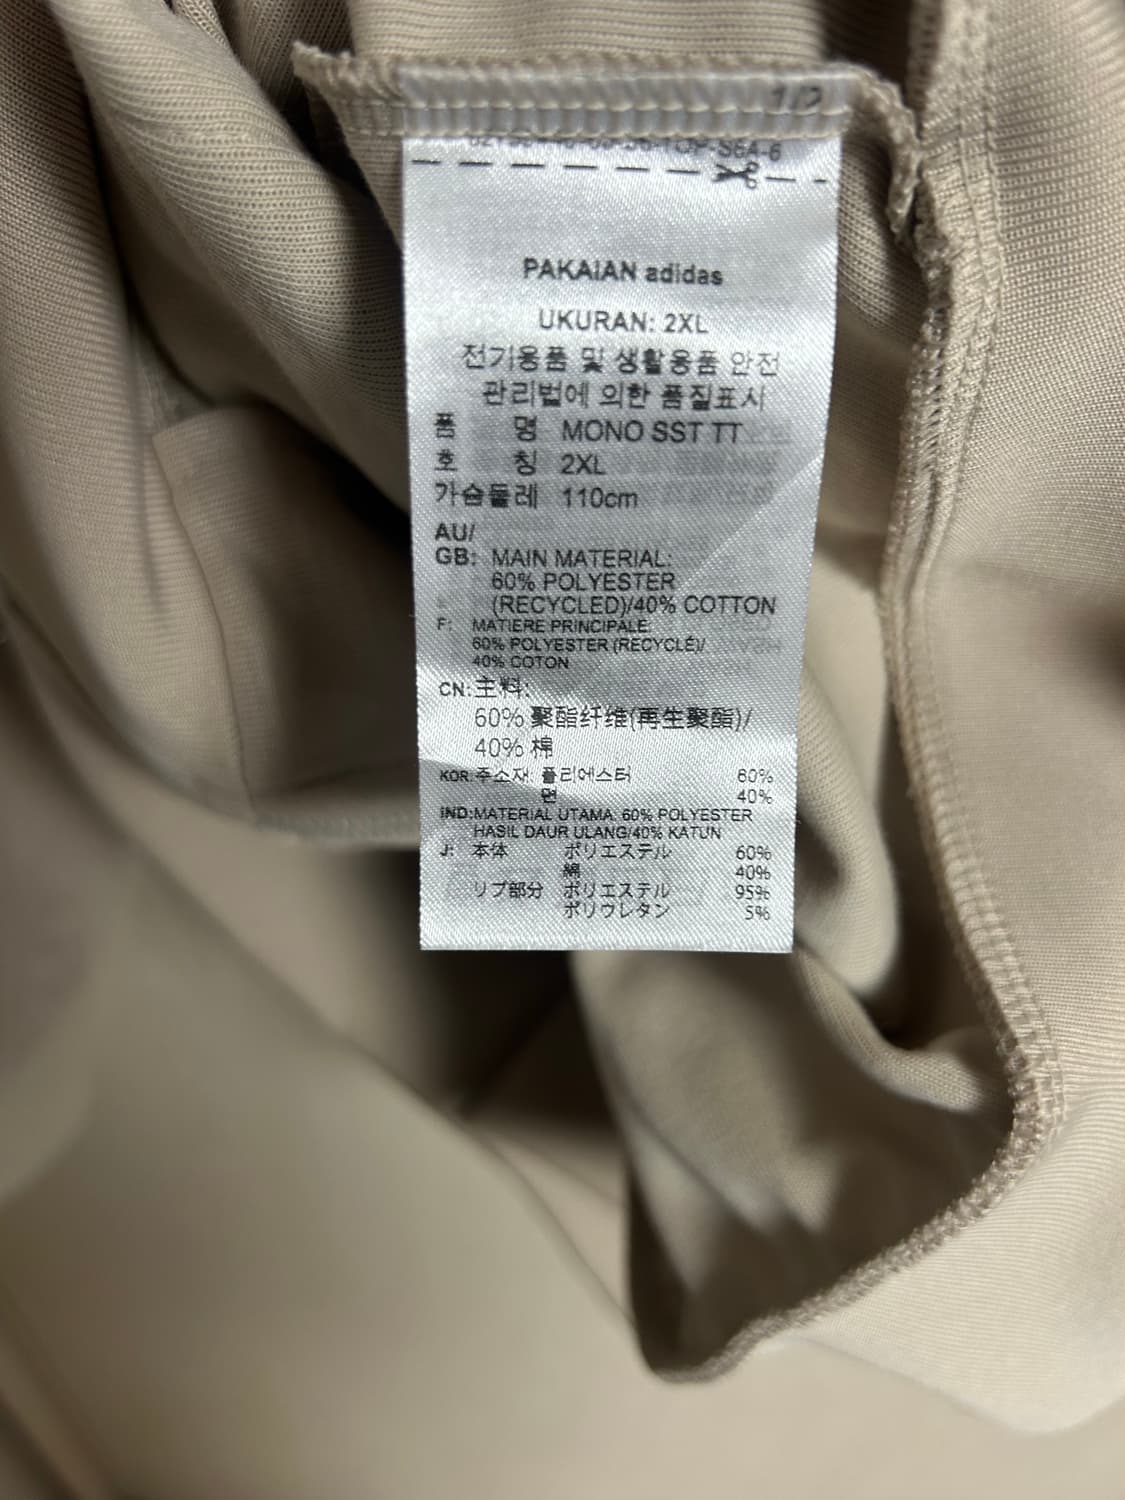 PAKAIAN adidas
UKURAN: 2XL
전기용품 및 생활용품 안전
관리법에 의한 품질표시
품 명 MONO SST TT
호 칭 2XL
가슴둘레 110cm
AU/
GB: MAIN MATERIAL:
60% POLYESTER
(RECYCLED)/40% COTTON
F: MATIERE PRINCIPALE:
60% POLYESTER (RECYCLÉ)/
40% COTON
CN: 主料:
60% 聚酯纤维(再生聚酯)/
40% 棉
KOR: 주소재: 폴리에스터 60%
면 40%
IND: MATERIAL UTAMA: 60% POLYESTER
HASIL DAUR ULANG/40% KATUN
J: 本体 ポリエステル 60%
綿 40%
リブ部分 ポリエステル 95%
ポリウレタン 5%